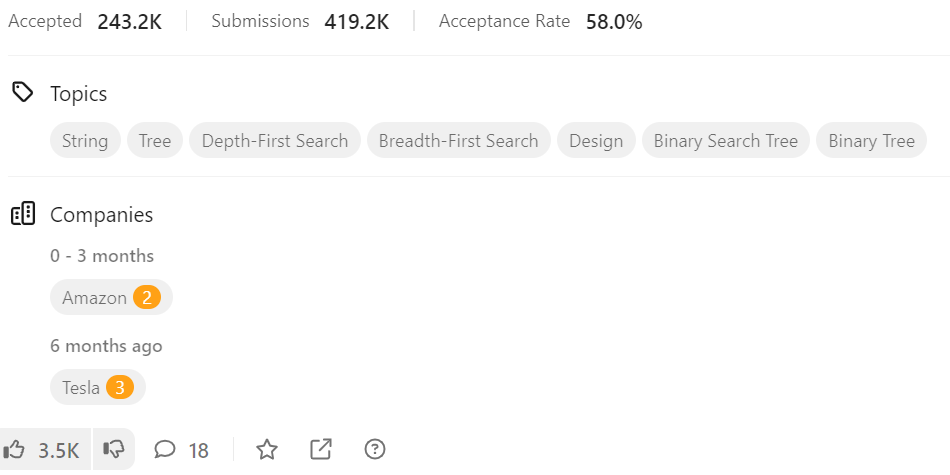 Accepted 243.2K Submissions 419.2K Acceptance Rate 58.0%
Topics
String Tree Depth-First Search Breadth-First Search Design Binary Search Tree Binary Tree
Companies
0 - 3 months
Amazon 2
6 months ago
Tesla 3
3.5K 18 ?